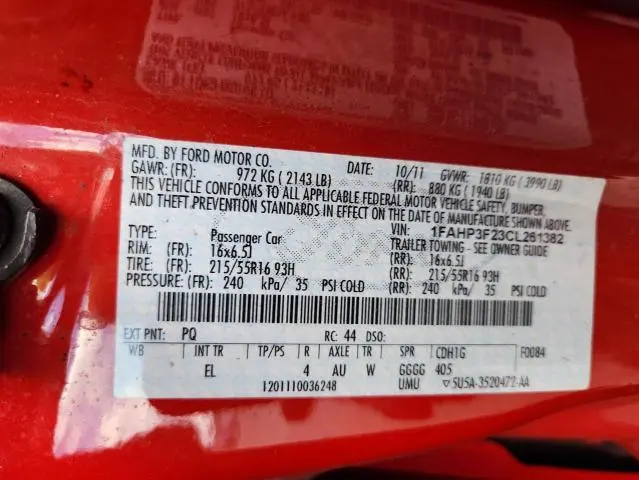 MFD. BY FORD MOTOR CO.
DATE: 10/11 GVWR: 1810 KG ( 3990 LB)
GAWR: (FR): 972 KG ( 2143 LB) (RR): 880 KG ( 1940 LB)
THIS VEHICLE CONFORMS TO ALL APPLICABLE FEDERAL MOTOR VEHICLE SAFETY, BUMPER,
AND THEFT PREVENTION STANDARDS IN EFFECT ON THE DATE OF MANUFACTURE SHOWN ABOVE.
VIN: 1FAHP3F23CL261382
TYPE: Passenger Car TRAILER TOWING - SEE OWNER GUIDE
RIM: (FR): 16x6.5J (RR): 16x6.5J
TIRE: (FR): 215/55R16 93H (RR): 215/55R16 93H
PRESSURE: (FR): 240 kPa/ 35 PSI COLD (RR): 240 kPa/ 35 PSI COLD
EXT PNT: PQ RC: 44 DSO: F0084
WB INT TR TP/PS R AXLE TR SPR CDH1G
EL 4 AU W GGGG 405
1201110036248 UMU ▽5U5A-3520472-AA